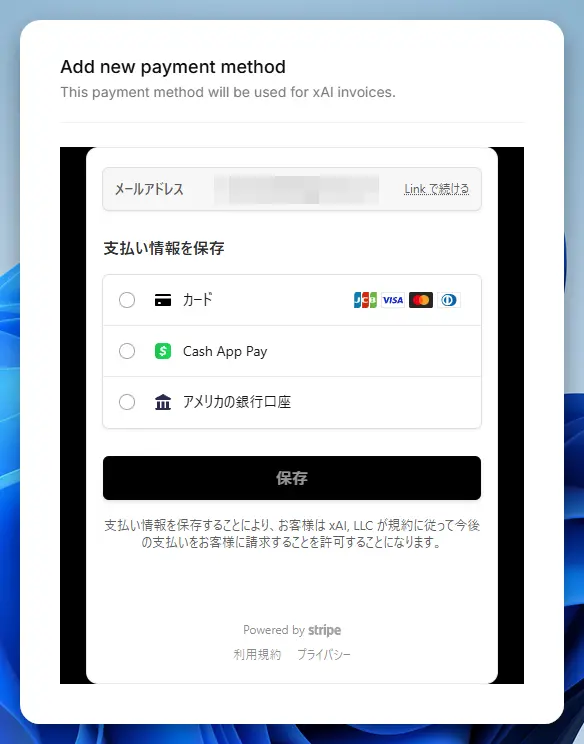 Add new payment method
This payment method will be used for xAI invoices.
メールアドレス Link で続ける
支払い情報を保存
カード JCB VISA
Cash App Pay
アメリカの銀行口座
保存
支払い情報を保存することにより、お客様は xAI, LLC が規約に従って今後
の支払いをお客様に請求することを許可することになります。
Powered by stripe
利用規約 プライバシー